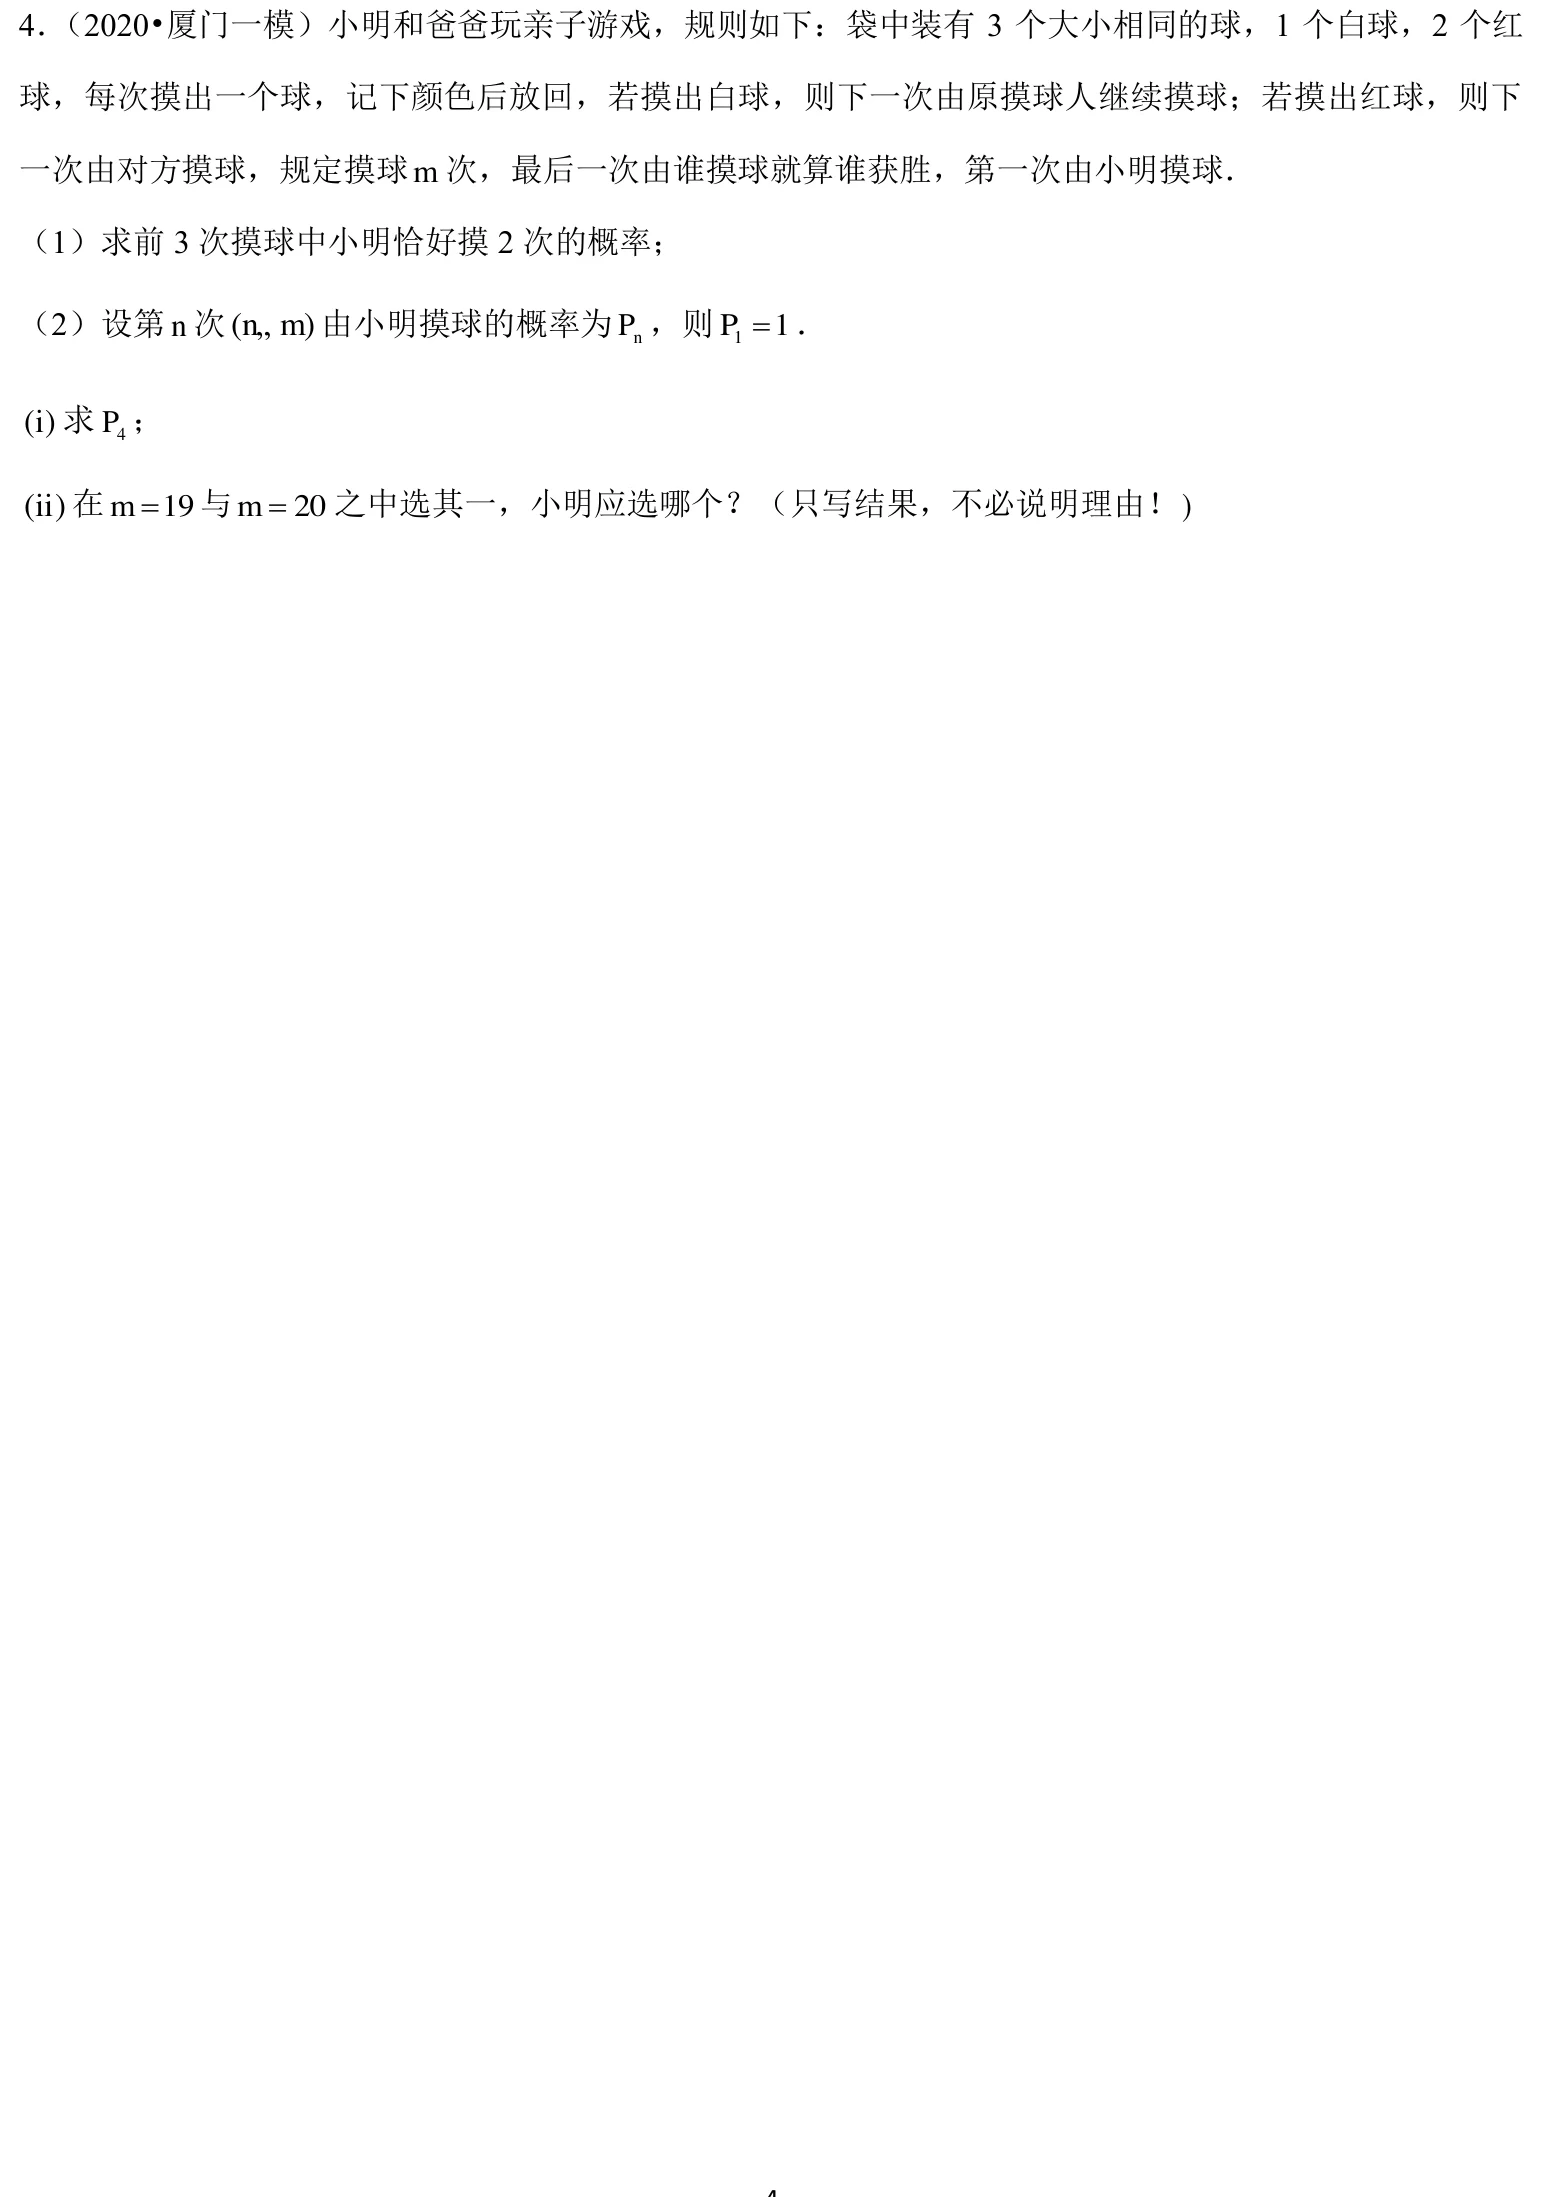 4．（2020•厦门一模）小明和爸爸玩亲子游戏，规则如下：袋中装有 3 个大小相同的球，1 个白球，2 个红
球，每次摸出一个球，记下颜色后放回，若摸出白球，则下一次由原摸球人继续摸球；若摸出红球，则下
一次由对方摸球，规定摸球 m 次，最后一次由谁摸球就算谁获胜，第一次由小明摸球．
（1）求前 3 次摸球中小明恰好摸 2 次的概率；
（2）设第 n 次 (n,, m) 由小明摸球的概率为 P_n ，则 P_1 = 1．
(i) 求 P_4；
(ii) 在 m = 19 与 m = 20 之中选其一，小明应选哪个？（只写结果，不必说明理由！)
4